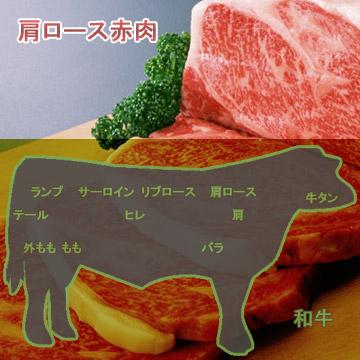 肩ロース赤肉
ランプ サーロイン リブロース 肩ロース 牛タン
テール ヒレ 肩
外もも もも バラ
和牛